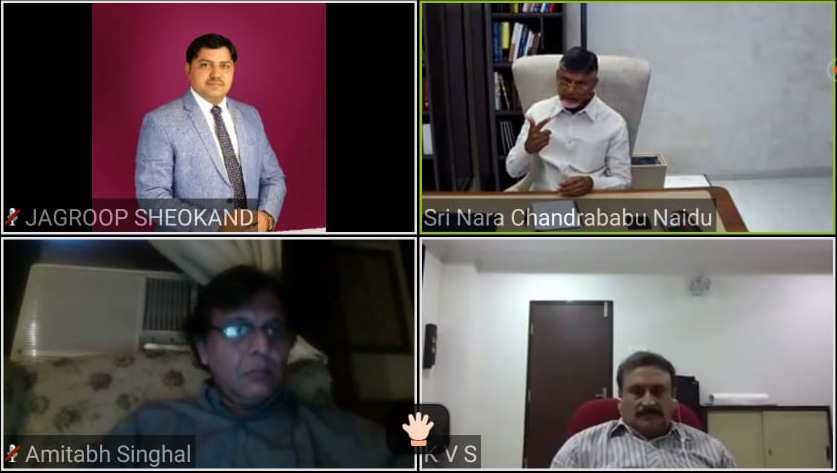 JAGROOP SHEOKAND
Sri Nara Chandrababu Naidu
Amitabh Singhal
K V S